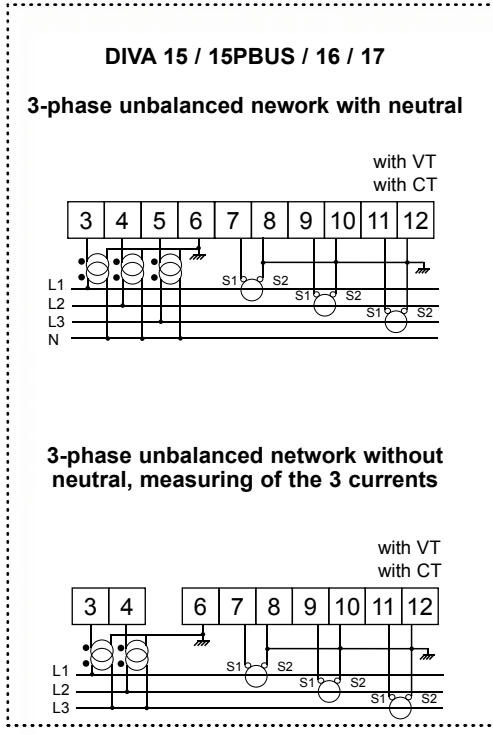 DIVA 15 / 15PBUS / 16 / 17
3-phase unbalanced nework with neutral
with VT
with CT
3 4 5 6 7 8 9 10 11 12
S1 S2
L1
S1 S2
L2
S1 S2
L3
N
3-phase unbalanced network without
neutral, measuring of the 3 currents
with VT
with CT
3 4 6 7 8 9 10 11 12
S1 S2
L1
S1 S2
L2
S1 S2
L3